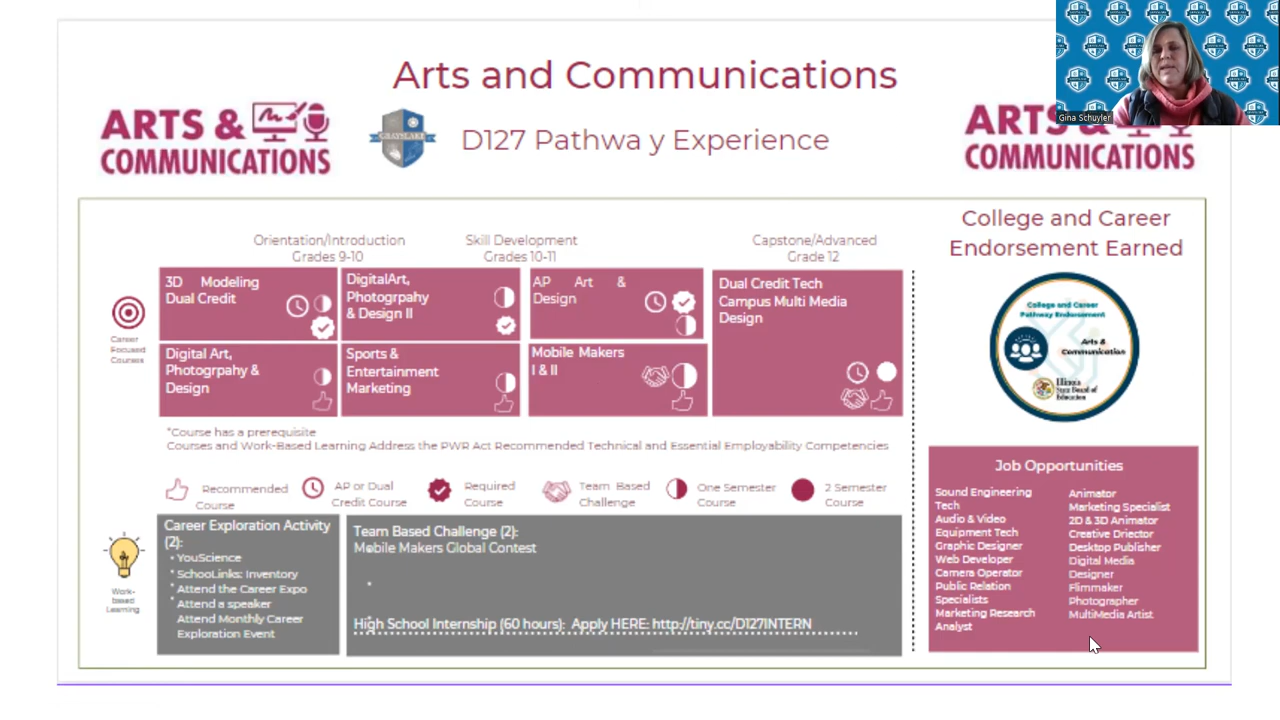 Arts and Communications
ARTS &
COMMUNICATIONS
GRAYSLAKE
D127 Pathwa y Experience
ARTS &
COMMUNICATIONS
Gina Schuyler
Orientation/Introduction
Grades 9-10
Skill Development
Grades 10-11
Capstone/Advanced
Grade 12
College and Career
Endorsement Earned
Career
Focused
Courses
3D Modeling
Dual Credit
DigitalArt,
Photogrpahy
& Design II
AP Art &
Design
Dual Credit Tech
Campus Multi Media
Design
Digital Art,
Photogrpahy &
Design
Sports &
Entertainment
Marketing
Mobile Makers
I & II
College and Career
Pathway Endorsement
Arts &
Communication
Illinois
State Board of
Education
*Course has a prerequisite
Courses and Work-Based Learning Address the PWR Act Recommended Technical and Essential Employability Competencies
Recommended
Course
AP or Dual
Credit Course
Required
Course
Team Based
Challenge
One Semester
Course
2 Semester
Course
Work-
based
Learning
Career Exploration Activity
(2):
• YouScience
* SchooLinks: Inventory
* Attend the Career Expo
* Attend a speaker
Attend Monthly Career
Exploration Event
Team Based Challenge (2):
Mobile Makers Global Contest
High School Internship (60 hours): Apply HERE: http://tiny.cc/D127INTERN
Job Opportunities
Sound Engineering
Tech
Audio & Video
Equipment Tech
Graphic Designer
Web Developer
Camera Operator
Public Relation
Specialists
Marketing Research
Analyst
Animator
Marketing Specialist
2D & 3D Animator
Creative Driector
Desktop Publisher
Digital Media
Designer
Flimmaker
Photographer
MultiMedia Artist